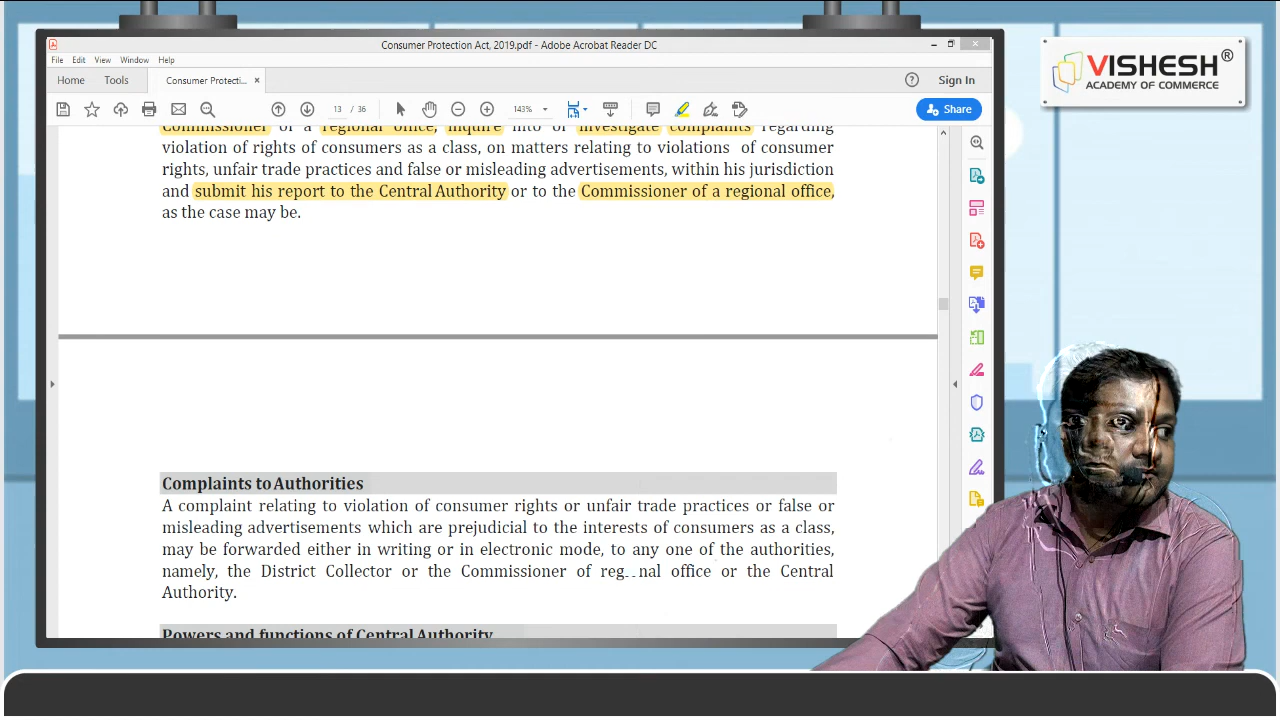 Consumer Protection Act, 2019.pdf - Adobe Acrobat Reader DC
File Edit View Window Help
Home Tools Consumer Protecti... × Sign In
13 / 36 143% Share
Commissioner of a regional office, inquire into or investigate complaints regarding
violation of rights of consumers as a class, on matters relating to violations of consumer
rights, unfair trade practices and false or misleading advertisements, within his jurisdiction
and submit his report to the Central Authority or to the Commissioner of a regional office,
as the case may be.
Complaints to Authorities
A complaint relating to violation of consumer rights or unfair trade practices or false or
misleading advertisements which are prejudicial to the interests of consumers as a class,
may be forwarded either in writing or in electronic mode, to any one of the authorities,
namely, the District Collector or the Commissioner of regional office or the Central
Authority.
Powers and functions of Central Authority
VISHESH®
ACADEMY OF COMMERCE